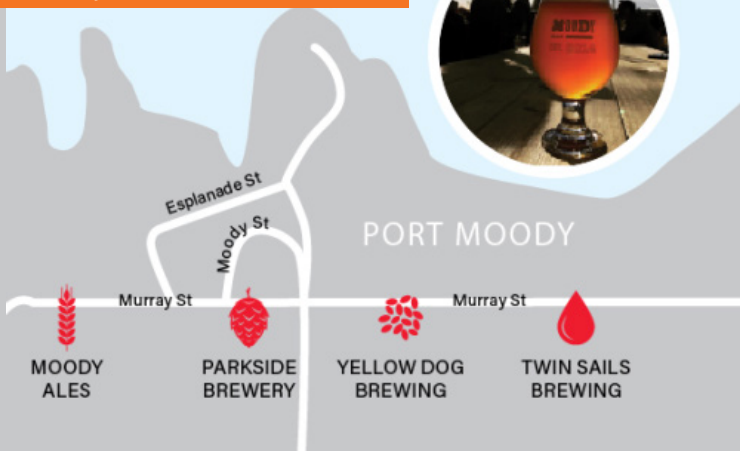 MOODY
Esplanade St
Moody St
PORT MOODY
Murray St
Murray St
MOODY
ALES
PARKSIDE
BREWERY
YELLOW DOG
BREWING
TWIN SAILS
BREWING